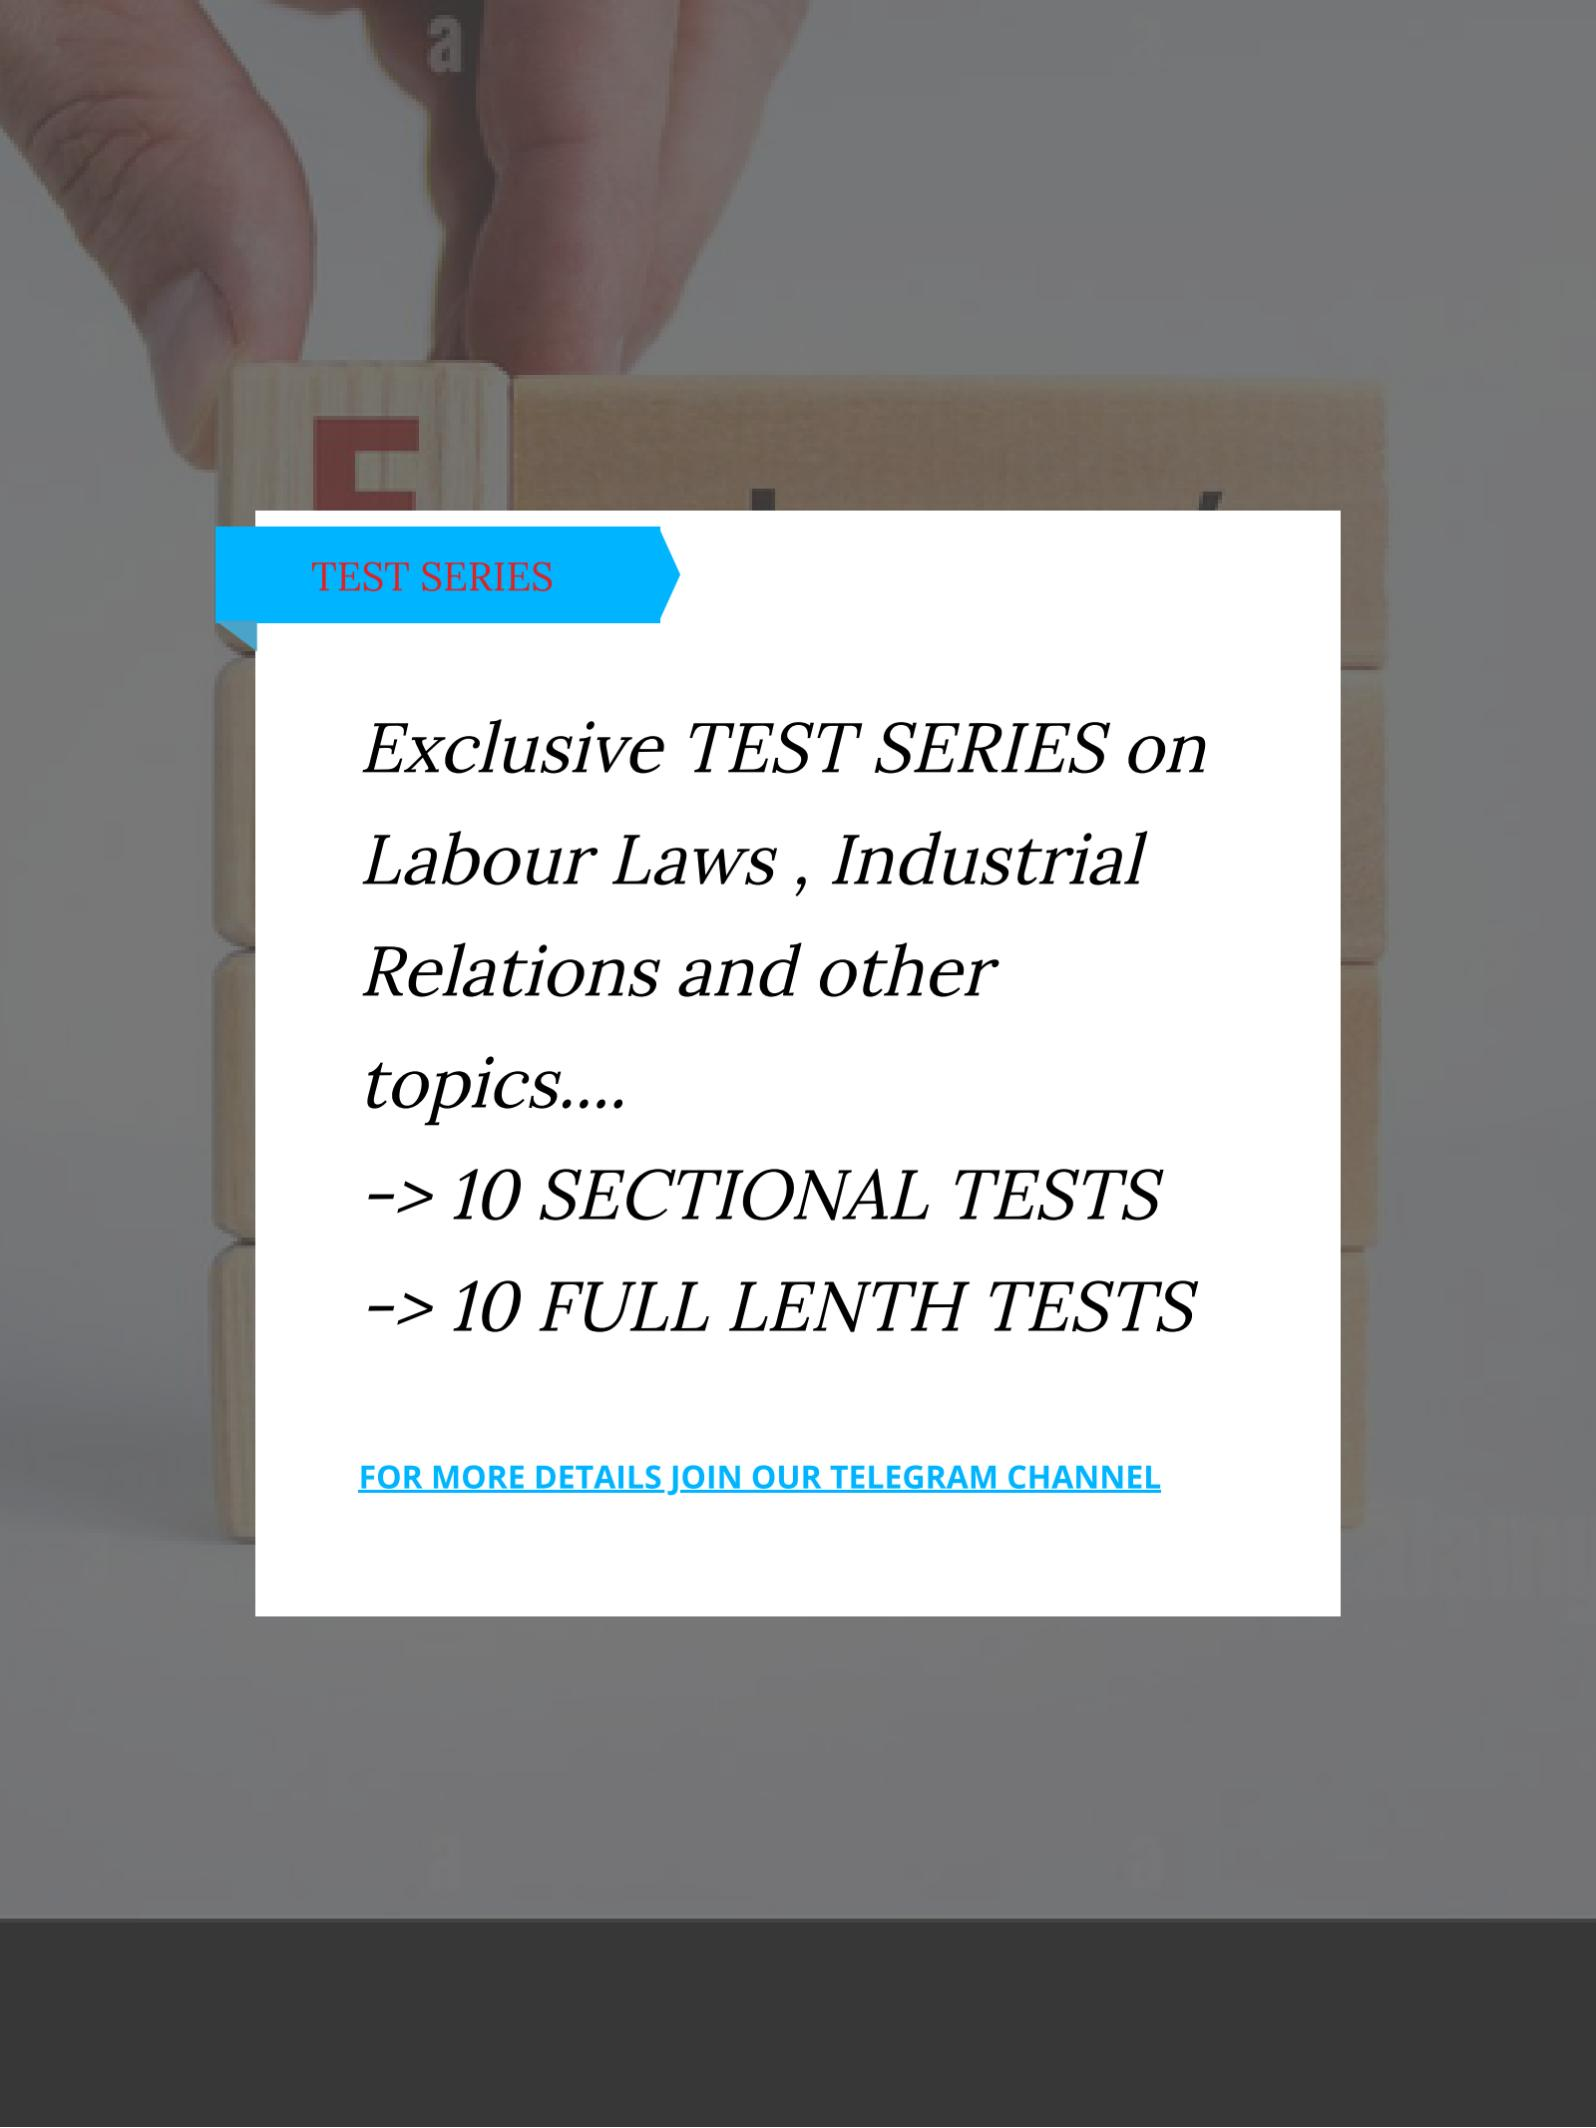 a
TEST SERIES
Exclusive TEST SERIES on
Labour Laws , Industrial
Relations and other
topics....
-> 10 SECTIONAL TESTS
-> 10 FULL LENTH TESTS
FOR MORE DETAILS JOIN OUR TELEGRAM CHANNEL
a
a